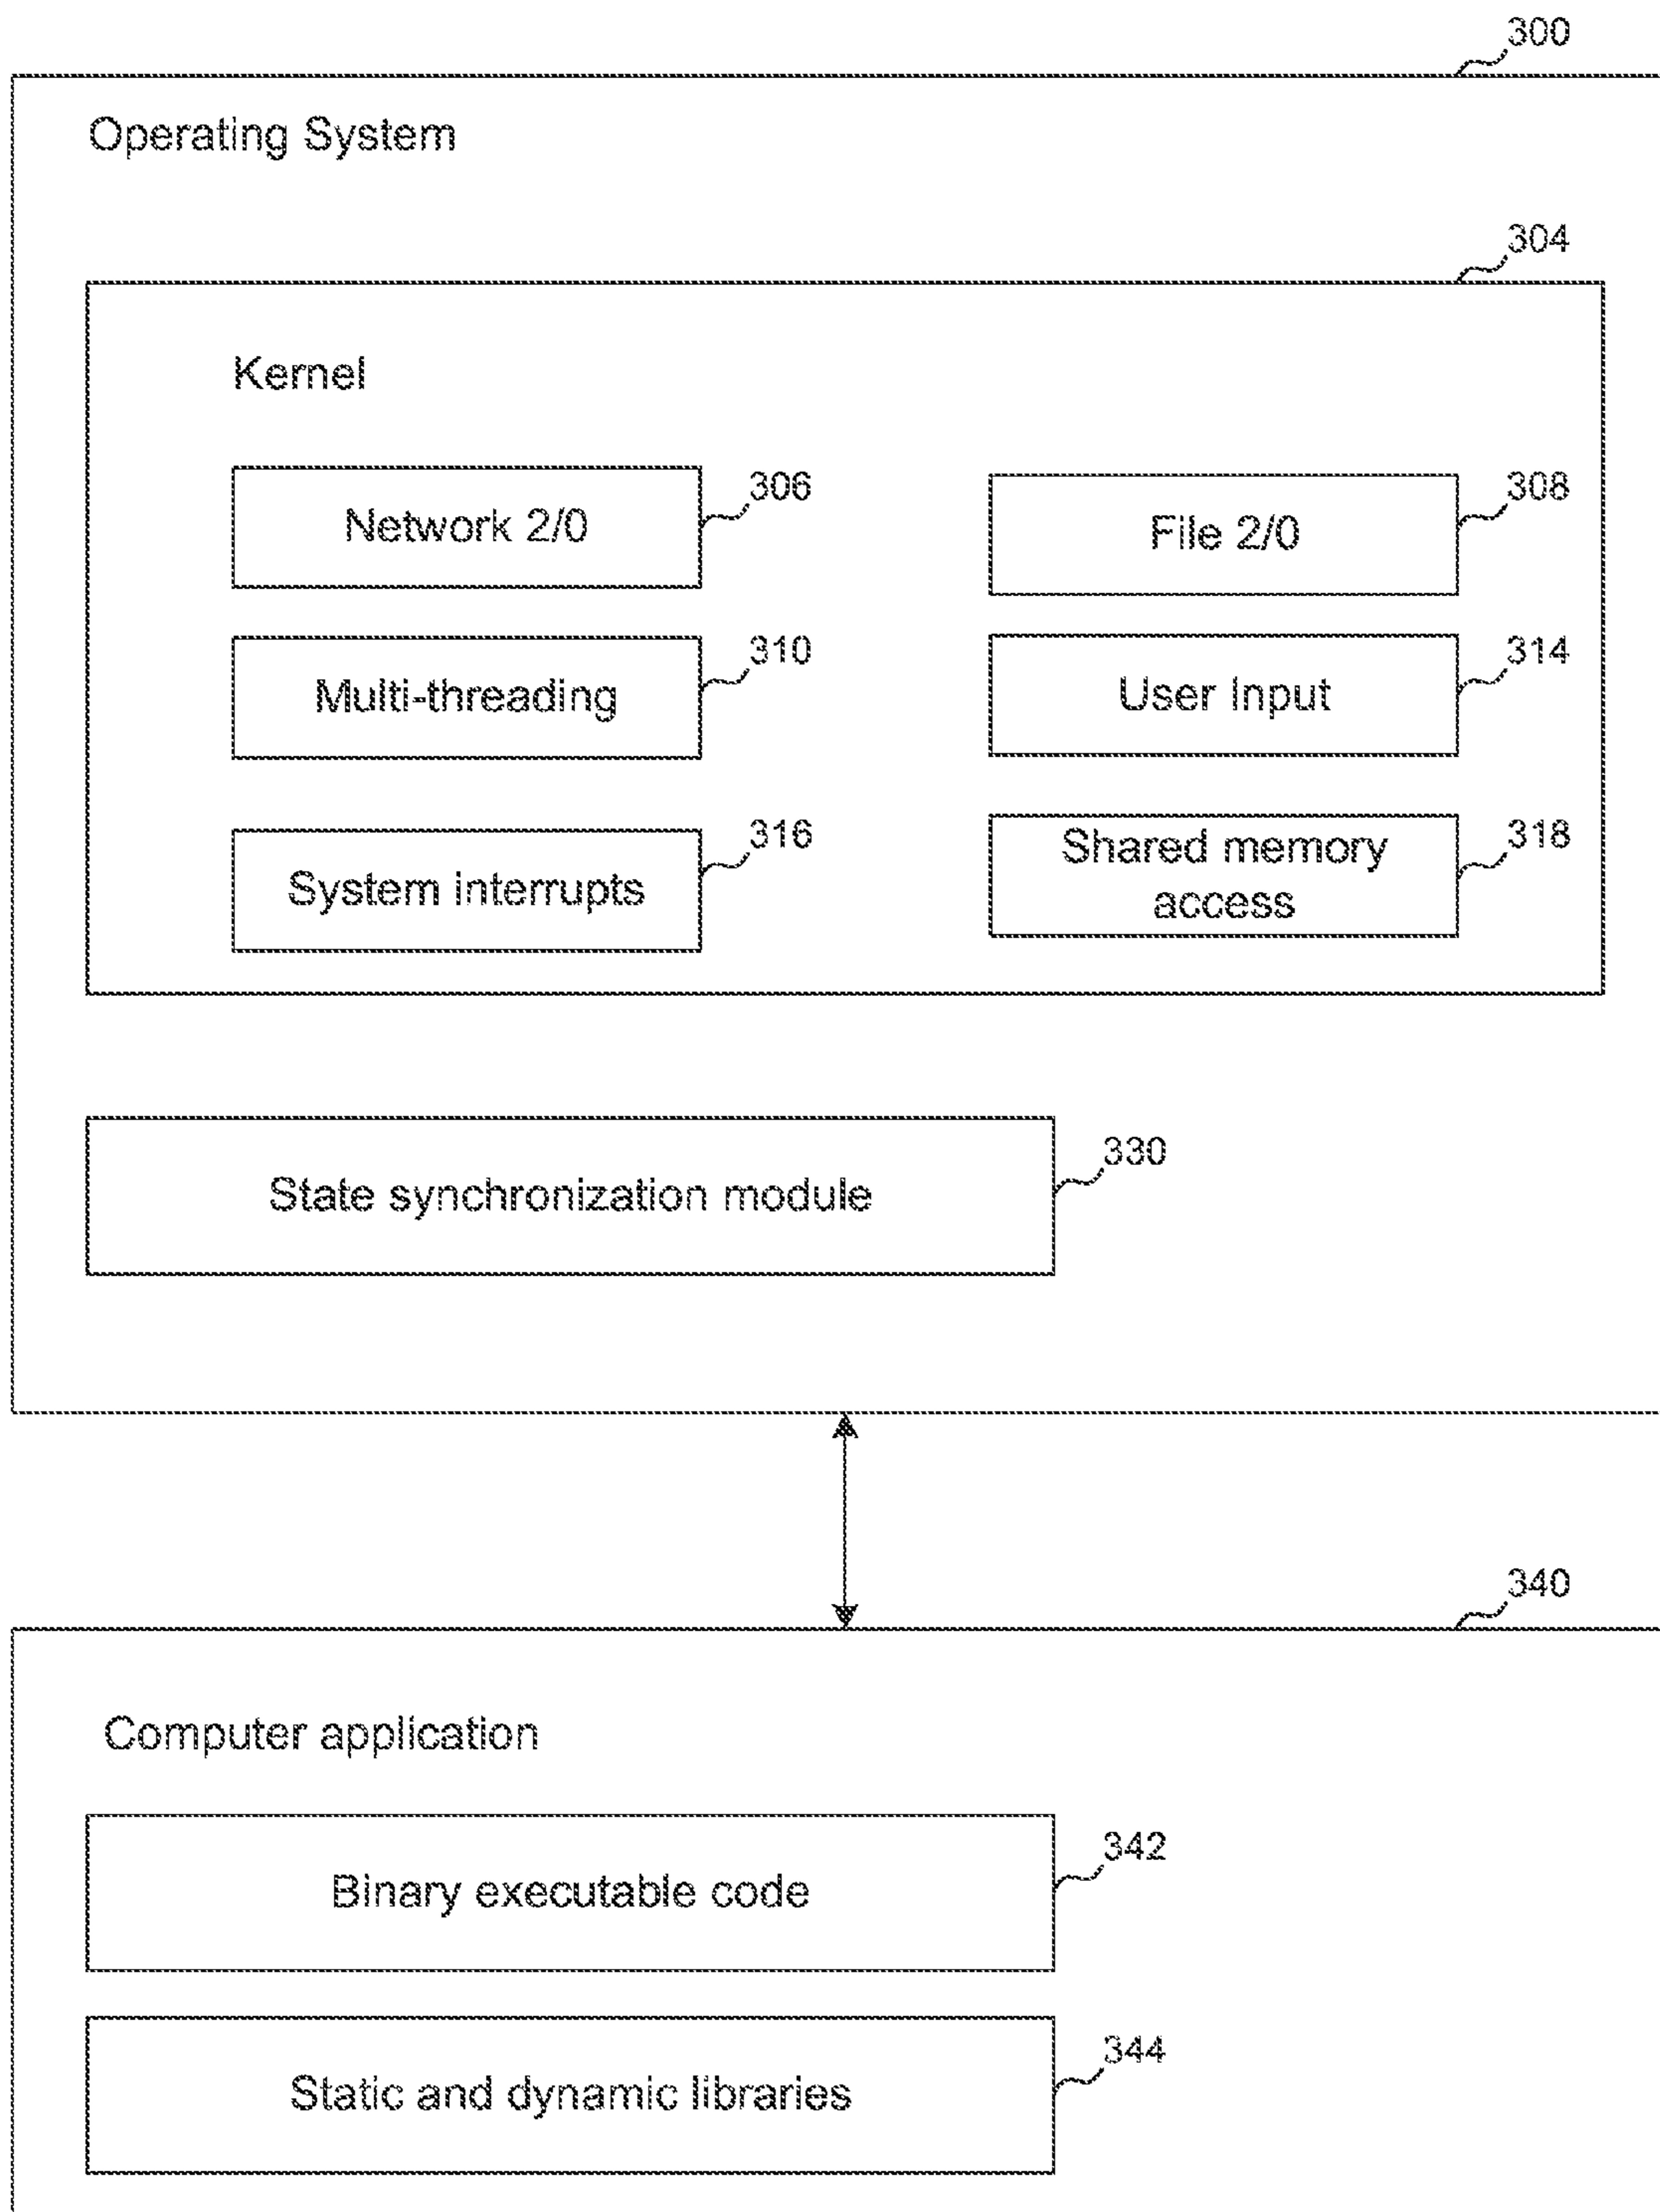 300
Operating System
304
Kernel
Network 2/0
306
File 2/0
308
Multi-threading
310
User Input
314
System interrupts
316
Shared memory
access
318
State synchronization module
330
340
Computer application
Binary executable code
342
Static and dynamic libraries
344